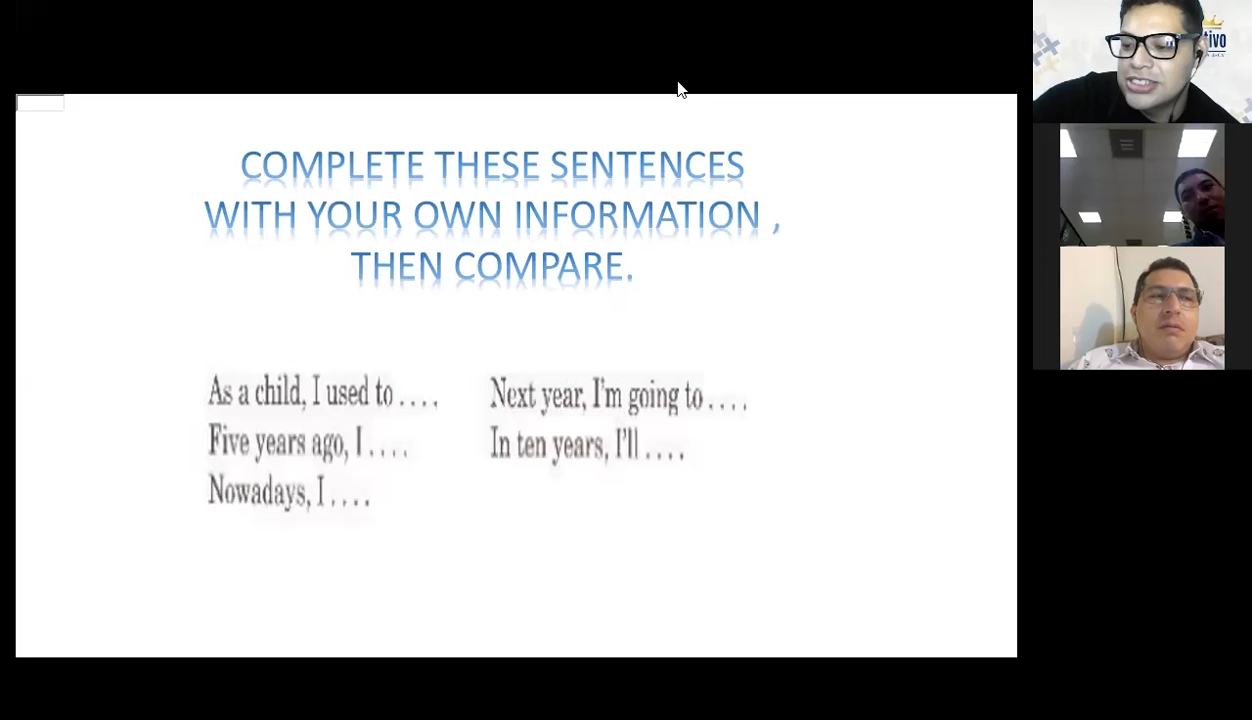 COMPLETE THESE SENTENCES
WITH YOUR OWN INFORMATION ,
THEN COMPARE.
As a child, I used to ....
Five years ago, I ....
Nowadays, I ....
Next year, I'm going to ....
In ten years, I'll ....